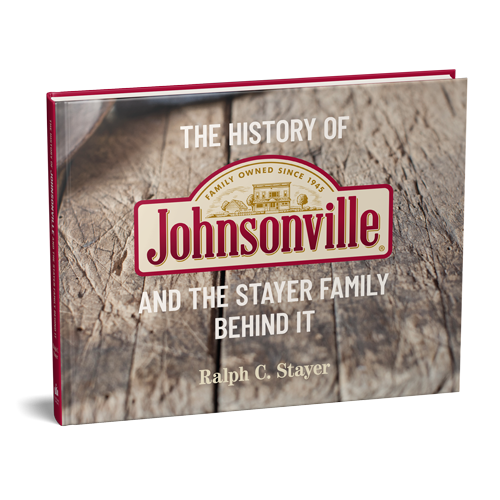 THE HISTORY OF
FAMILY OWNED SINCE 1945
Johnsonville®
AND THE STAYER FAMILY
BEHIND IT
Ralph C. Stayer